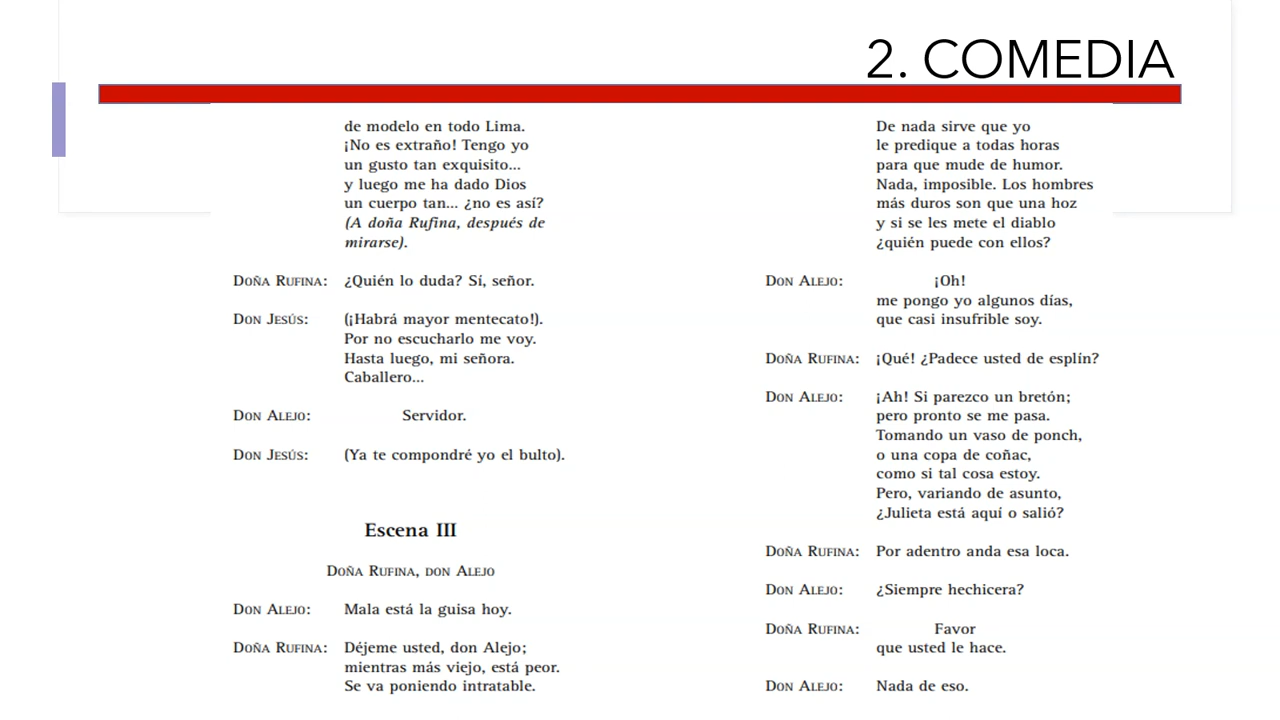 2. COMEDIA
de modelo en todo Lima.
¡No es extraño! Tengo yo
un gusto tan exquisito...
y luego me ha dado Dios
un cuerpo tan... ¿no es así?
(A doña Rufina, después de
mirarse).
DOÑA RUFINA: ¿Quién lo duda? Sí, señor.
DON JESÚS: (¡Habrá mayor mentecato!).
Por no escucharlo me voy.
Hasta luego, mi señora.
Caballero...
DON ALEJO: Servidor.
DON JESÚS: (Ya te compondré yo el bulto).
Escena III
DOÑA RUFINA, DON ALEJO
DON ALEJO: Mala está la guisa hoy.
DOÑA RUFINA: Déjeme usted, don Alejo;
mientras más viejo, está peor.
Se va poniendo intratable.
De nada sirve que yo
le predique a todas horas
para que mude de humor.
Nada, imposible. Los hombres
más duros son que una hoz
y si se les mete el diablo
¿quién puede con ellos?
DON ALEJO: ¡Oh!
me pongo yo algunos días,
que casi insufrible soy.
DOÑA RUFINA: ¡Qué! ¿Padece usted de esplín?
DON ALEJO: ¡Ah! Si parezco un bretón;
pero pronto se me pasa.
Tomando un vaso de ponch,
o una copa de coñac,
como si tal cosa estoy.
Pero, variando de asunto,
¿Julieta está aquí o salió?
DOÑA RUFINA: Por adentro anda esa loca.
DON ALEJO: ¿Siempre hechicera?
DOÑA RUFINA: Favor
que usted le hace.
DON ALEJO: Nada de eso.